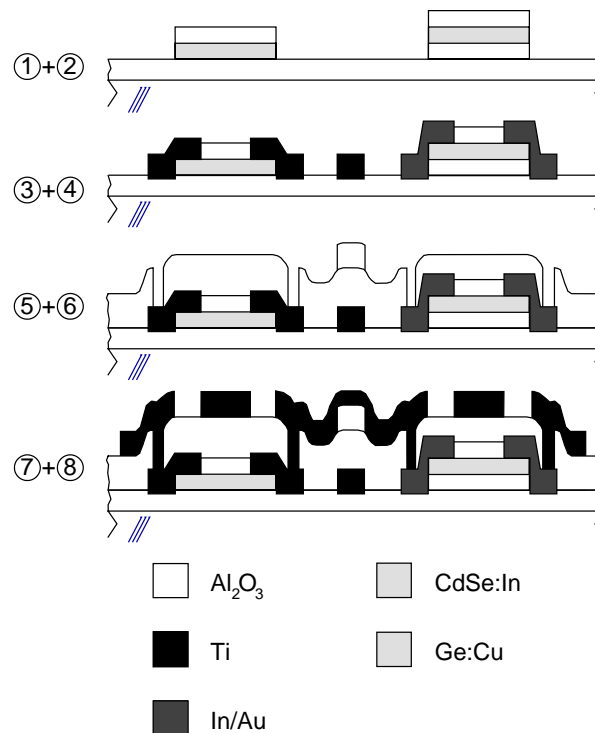 ①+②
③+④
⑤+⑥
⑦+⑧
Al₂O₃
CdSe:In
Ti
Ge:Cu
In/Au